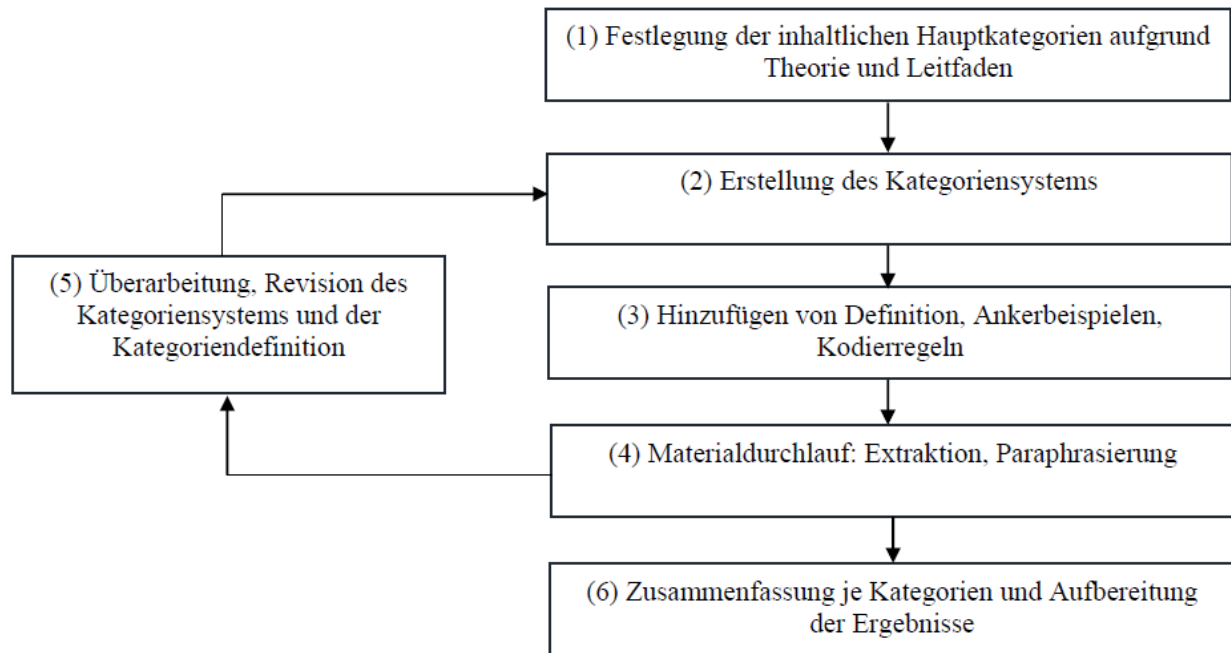 (1) Festlegung der inhaltlichen Hauptkategorien aufgrund
Theorie und Leitfaden
(2) Erstellung des Kategoriensystems
(5) Überarbeitung, Revision des
Kategoriensystems und der
Kategoriendefinition
(3) Hinzufügen von Definition, Ankerbeispielen,
Kodierregeln
(4) Materialdurchlauf: Extraktion, Paraphrasierung
(6) Zusammenfassung je Kategorien und Aufbereitung
der Ergebnisse